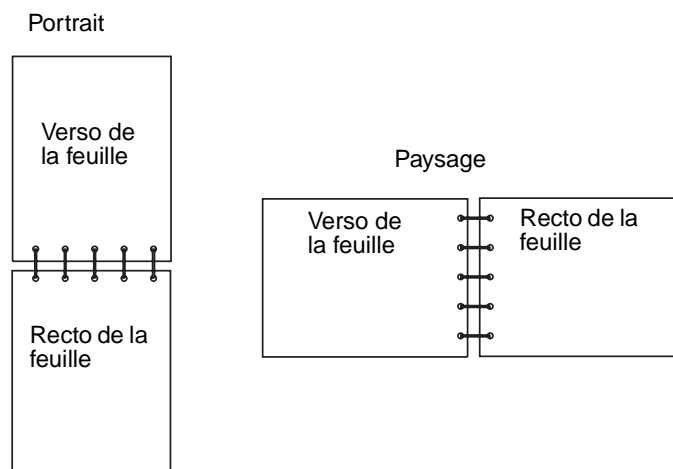 Portrait
Verso de
la feuille
Recto de la
feuille
Paysage
Verso de
la feuille
Recto de la
feuille